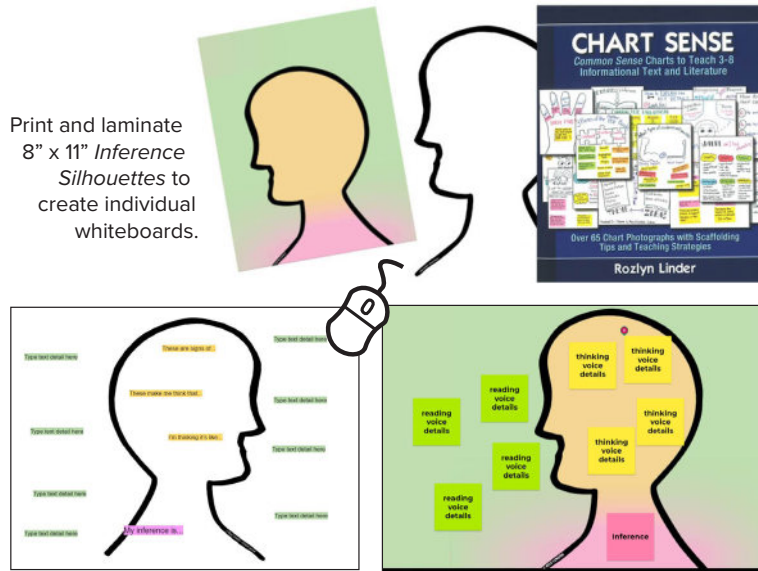 Print and laminate
8” x 11” Inference
Silhouettes to
create individual
whiteboards.
CHART SENSE
Common Sense Charts to Teach 3-8
Informational Text and Literature
Over 65 Chart Photographs with Scaffolding
Tips and Teaching Strategies
Rozlyn Linder
Type text detail here
Type text detail here
Type text detail here
Type text detail here
These are signs of...
These make me think that...
I'm thinking it's like...
My inference is...
Type text detail here
Type text detail here
Type text detail here
Type text detail here
reading
voice
details
reading
voice
details
reading
voice
details
reading
voice
details
thinking
voice
details
thinking
voice
details
thinking
voice
details
thinking
voice
details
Inference